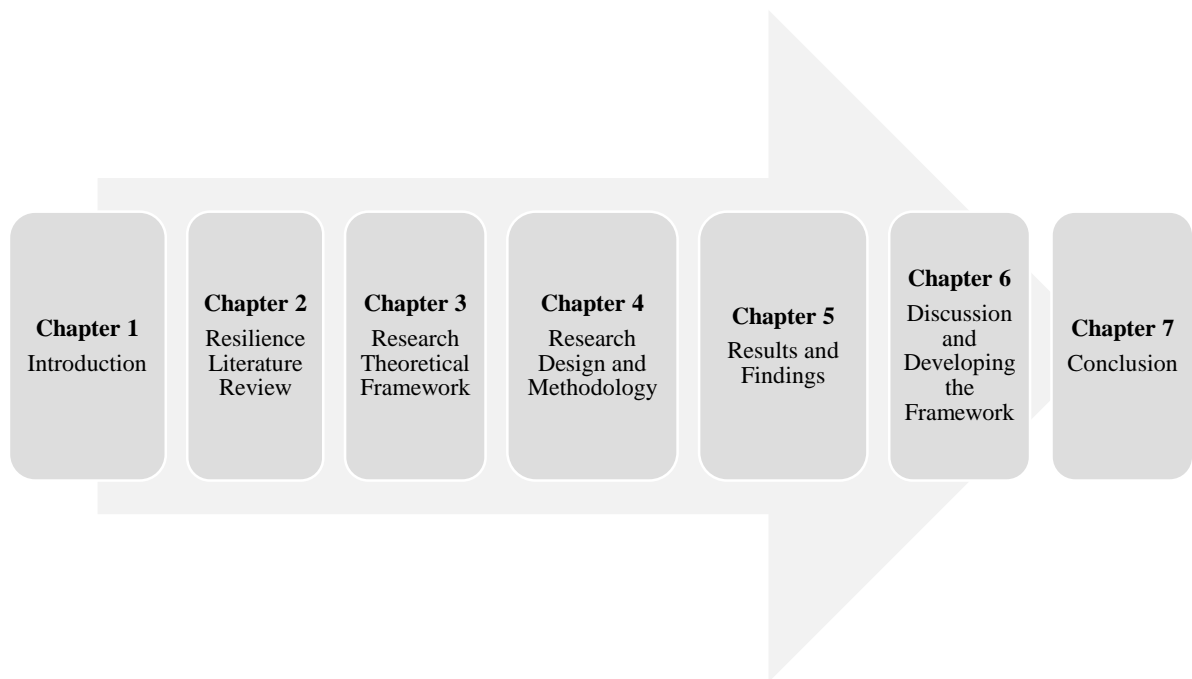 Chapter 1
Introduction
Chapter 2
Resilience
Literature
Review
Chapter 3
Research
Theoretical
Framework
Chapter 4
Research
Design and
Methodology
Chapter 5
Results and
Findings
Chapter 6
Discussion
and
Developing
the
Framework
Chapter 7
Conclusion